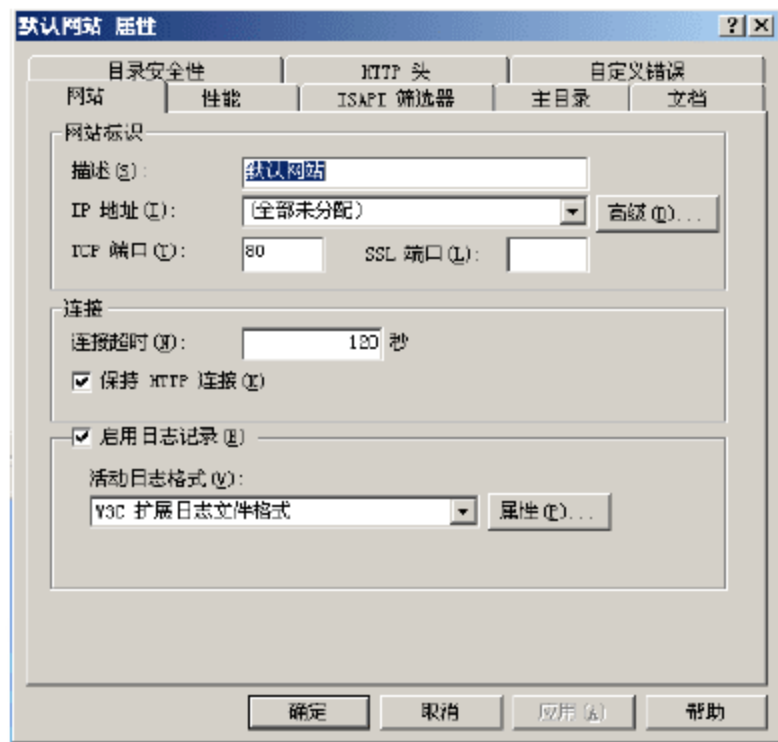 默认网站 属性
目录安全性 HTTP 头 自定义错误
网站 性能 ISAPI 筛选器 主目录 文档
网站标识
描述(S): 默认网站
IP 地址(I): (全部未分配) 高级(D)...
TCP 端口(T): 80 SSL 端口(L):
连接
连接超时(N): 120 秒
保持 HTTP 连接(K)
启用日志记录(E)
活动日志格式(V):
W3C 扩展日志文件格式 属性(P)...
确定 取消 应用(A) 帮助